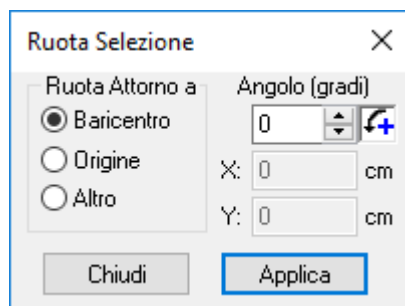 Ruota Selezione
Ruota Attorno a
Baricentro
Origine
Altro
Angolo (gradi)
0
X: 0 cm
Y: 0 cm
Chiudi
Applica